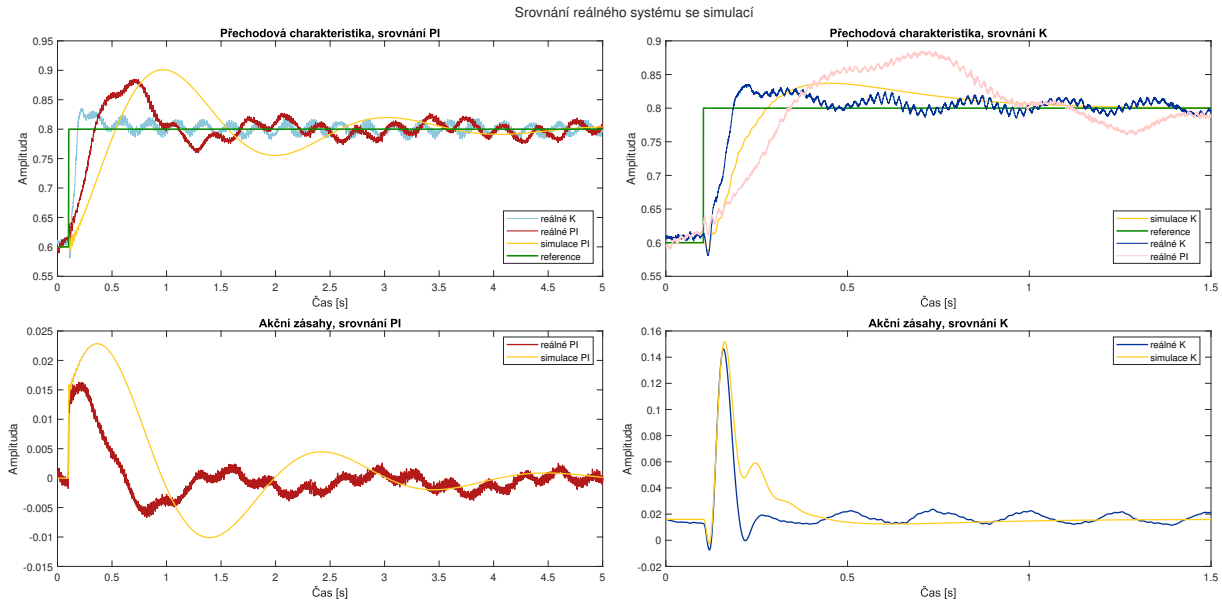 Srovnání reálného systému se simulací
Přechodová charakteristika, srovnání PI
0.95
0.9
0.85
0.8
0.75
0.7
0.65
0.6
0.55
Amplituda
reálné K
reálné PI
simulace PI
reference
0 0.5 1 1.5 2 2.5 3 3.5 4 4.5 5
Čas [s]
Přechodová charakteristika, srovnání K
0.9
0.85
0.8
0.75
0.7
0.65
0.6
0.55
Amplituda
simulace K
reference
reálné K
reálné PI
0 0.5 1 1.5
Čas [s]
Akční zásahy, srovnání PI
0.025
0.02
0.015
0.01
0.005
0
-0.005
-0.01
-0.015
Amplituda
reálné PI
simulace PI
0 0.5 1 1.5 2 2.5 3 3.5 4 4.5 5
Čas [s]
Akční zásahy, srovnání K
0.16
0.14
0.12
0.1
0.08
0.06
0.04
0.02
0
-0.02
Amplituda
reálné K
simulace K
0 0.5 1 1.5
Čas [s]